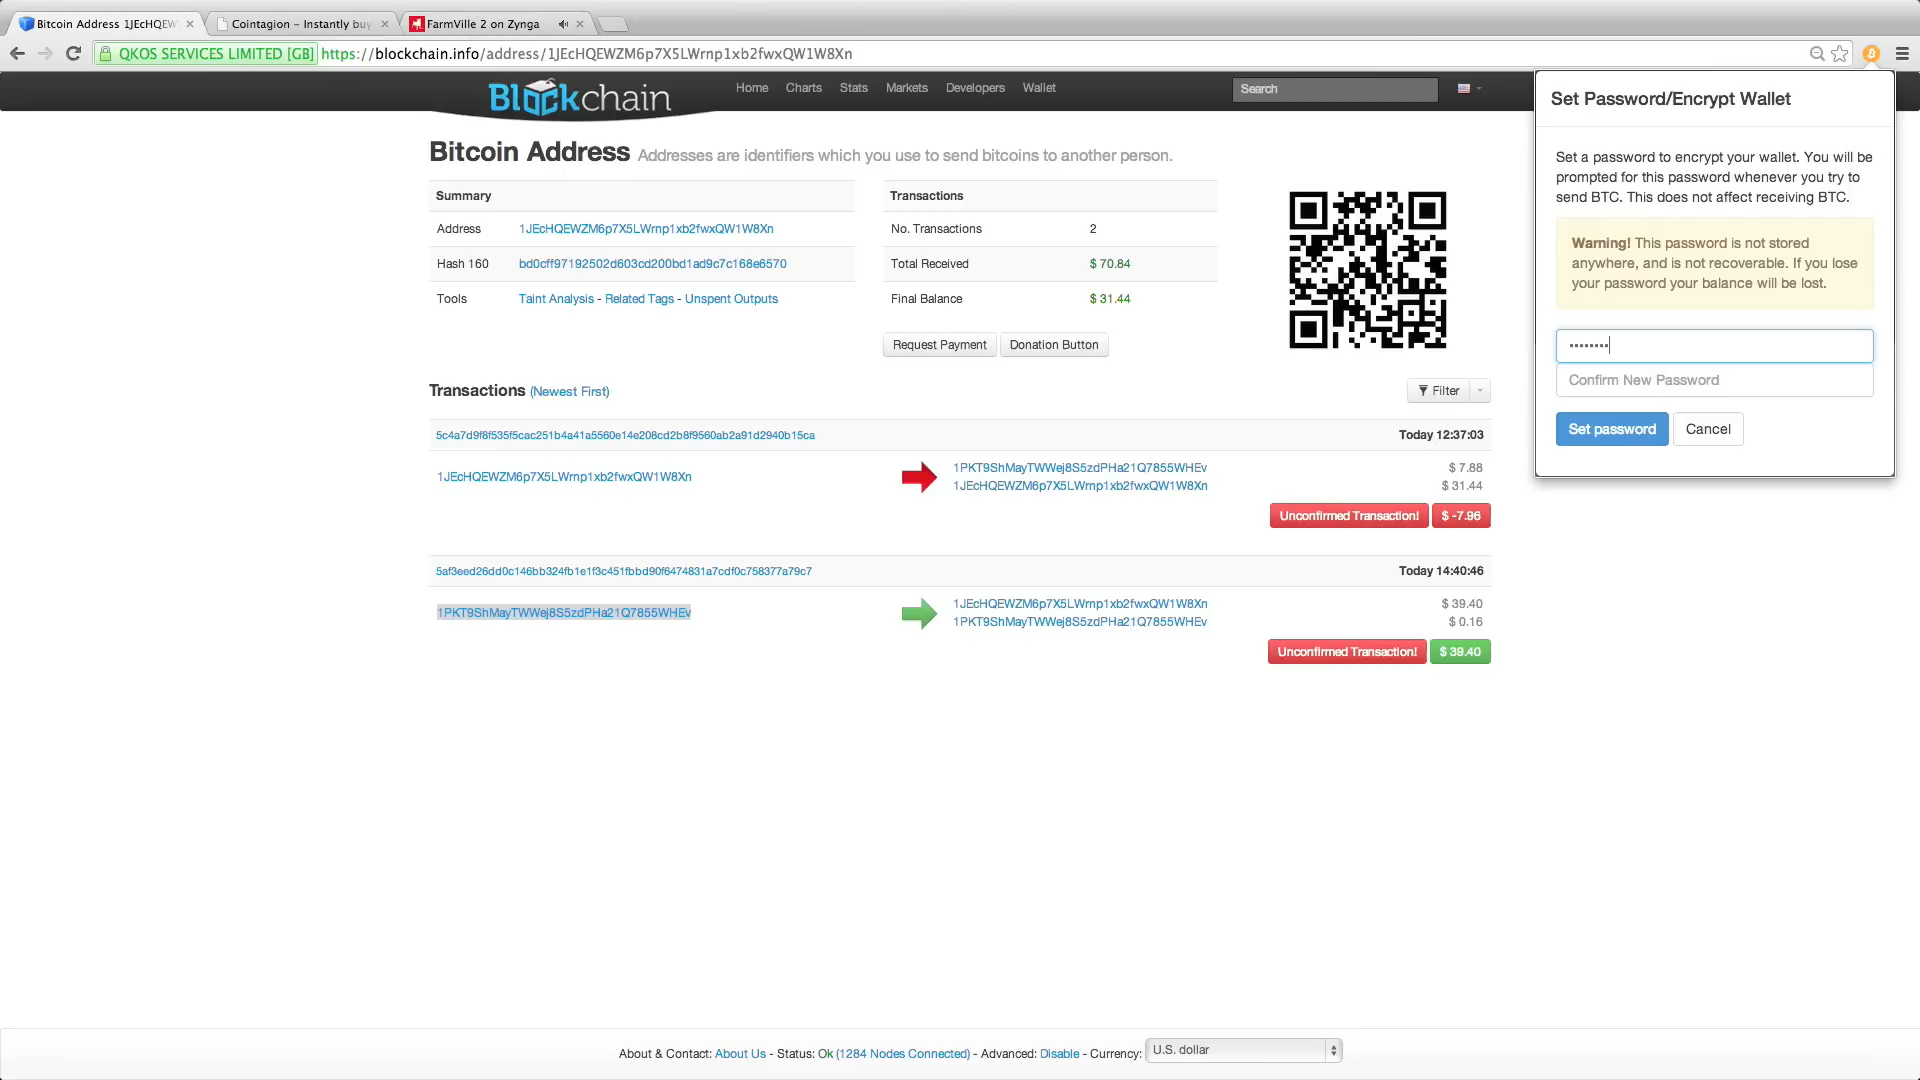 Bitcoin Address 1JEcHQEW
Cointagion – Instantly buy
FarmVille 2 on Zynga
QKOS SERVICES LIMITED [GB] https://blockchain.info/address/1JEcHQEWZM6p7X5LWrnp1xb2fwxQW1W8Xn
Blockchain
Home Charts Stats Markets Developers Wallet
Search
Bitcoin Address Addresses are identifiers which you use to send bitcoins to another person.
Summary
Address 1JEcHQEWZM6p7X5LWrnp1xb2fwxQW1W8Xn
Hash 160 bd0cff97192502d603cd200bd1ad9c7c168e6570
Tools Taint Analysis - Related Tags - Unspent Outputs
Transactions
No. Transactions 2
Total Received $ 70.84
Final Balance $ 31.44
Request Payment Donation Button
Transactions (Newest First)
Filter
5c4a7d9f8f535f5cac251b4a41a5560e14e208cd2b8f9560ab2a91d2940b15ca Today 12:37:03
1JEcHQEWZM6p7X5LWrnp1xb2fwxQW1W8Xn
1PKT9ShMayTWWej8S5zdPHa21Q7855WHEv $ 7.88
1JEcHQEWZM6p7X5LWrnp1xb2fwxQW1W8Xn $ 31.44
Unconfirmed Transaction! $ -7.96
5af3eed26dd0c146bb324fb1e1f3c451fbbd90f6474831a7cdf0c758377a79c7 Today 14:40:46
1PKT9ShMayTWWej8S5zdPHa21Q7855WHEv
1JEcHQEWZM6p7X5LWrnp1xb2fwxQW1W8Xn $ 39.40
1PKT9ShMayTWWej8S5zdPHa21Q7855WHEv $ 0.16
Unconfirmed Transaction! $ 39.40
Set Password/Encrypt Wallet
Set a password to encrypt your wallet. You will be
prompted for this password whenever you try to
send BTC. This does not affect receiving BTC.
Warning! This password is not stored
anywhere, and is not recoverable. If you lose
your password your balance will be lost.
••••••••
Confirm New Password
Set password Cancel
About & Contact: About Us - Status: Ok (1284 Nodes Connected) - Advanced: Disable - Currency: U.S. dollar